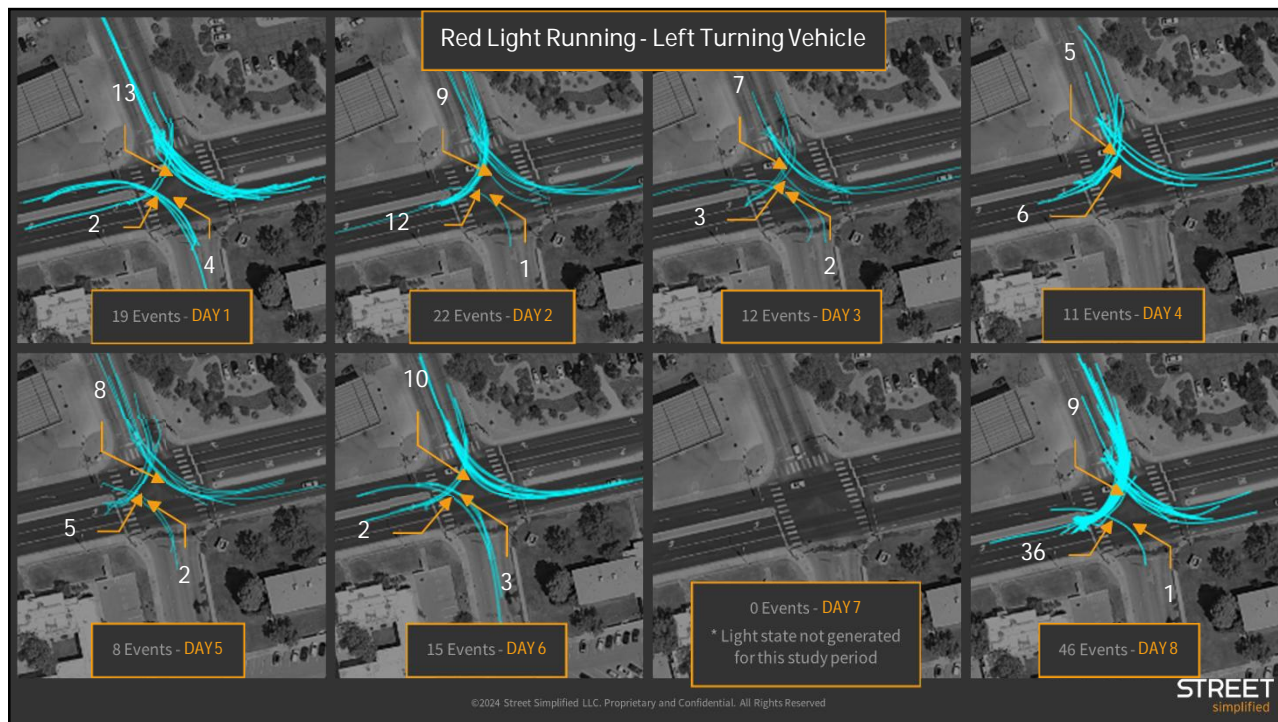 Red Light Running - Left Turning Vehicle
13
2
4
19 Events - DAY 1
9
12
1
22 Events - DAY 2
7
3
2
12 Events - DAY 3
5
6
11 Events - DAY 4
8
5
2
8 Events - DAY 5
10
2
3
15 Events - DAY 6
0 Events - DAY 7
* Light state not generated
for this study period
9
36
1
46 Events - DAY 8
©2024 Street Simplified LLC. Proprietary and Confidential. All Rights Reserved
STREET
simplified